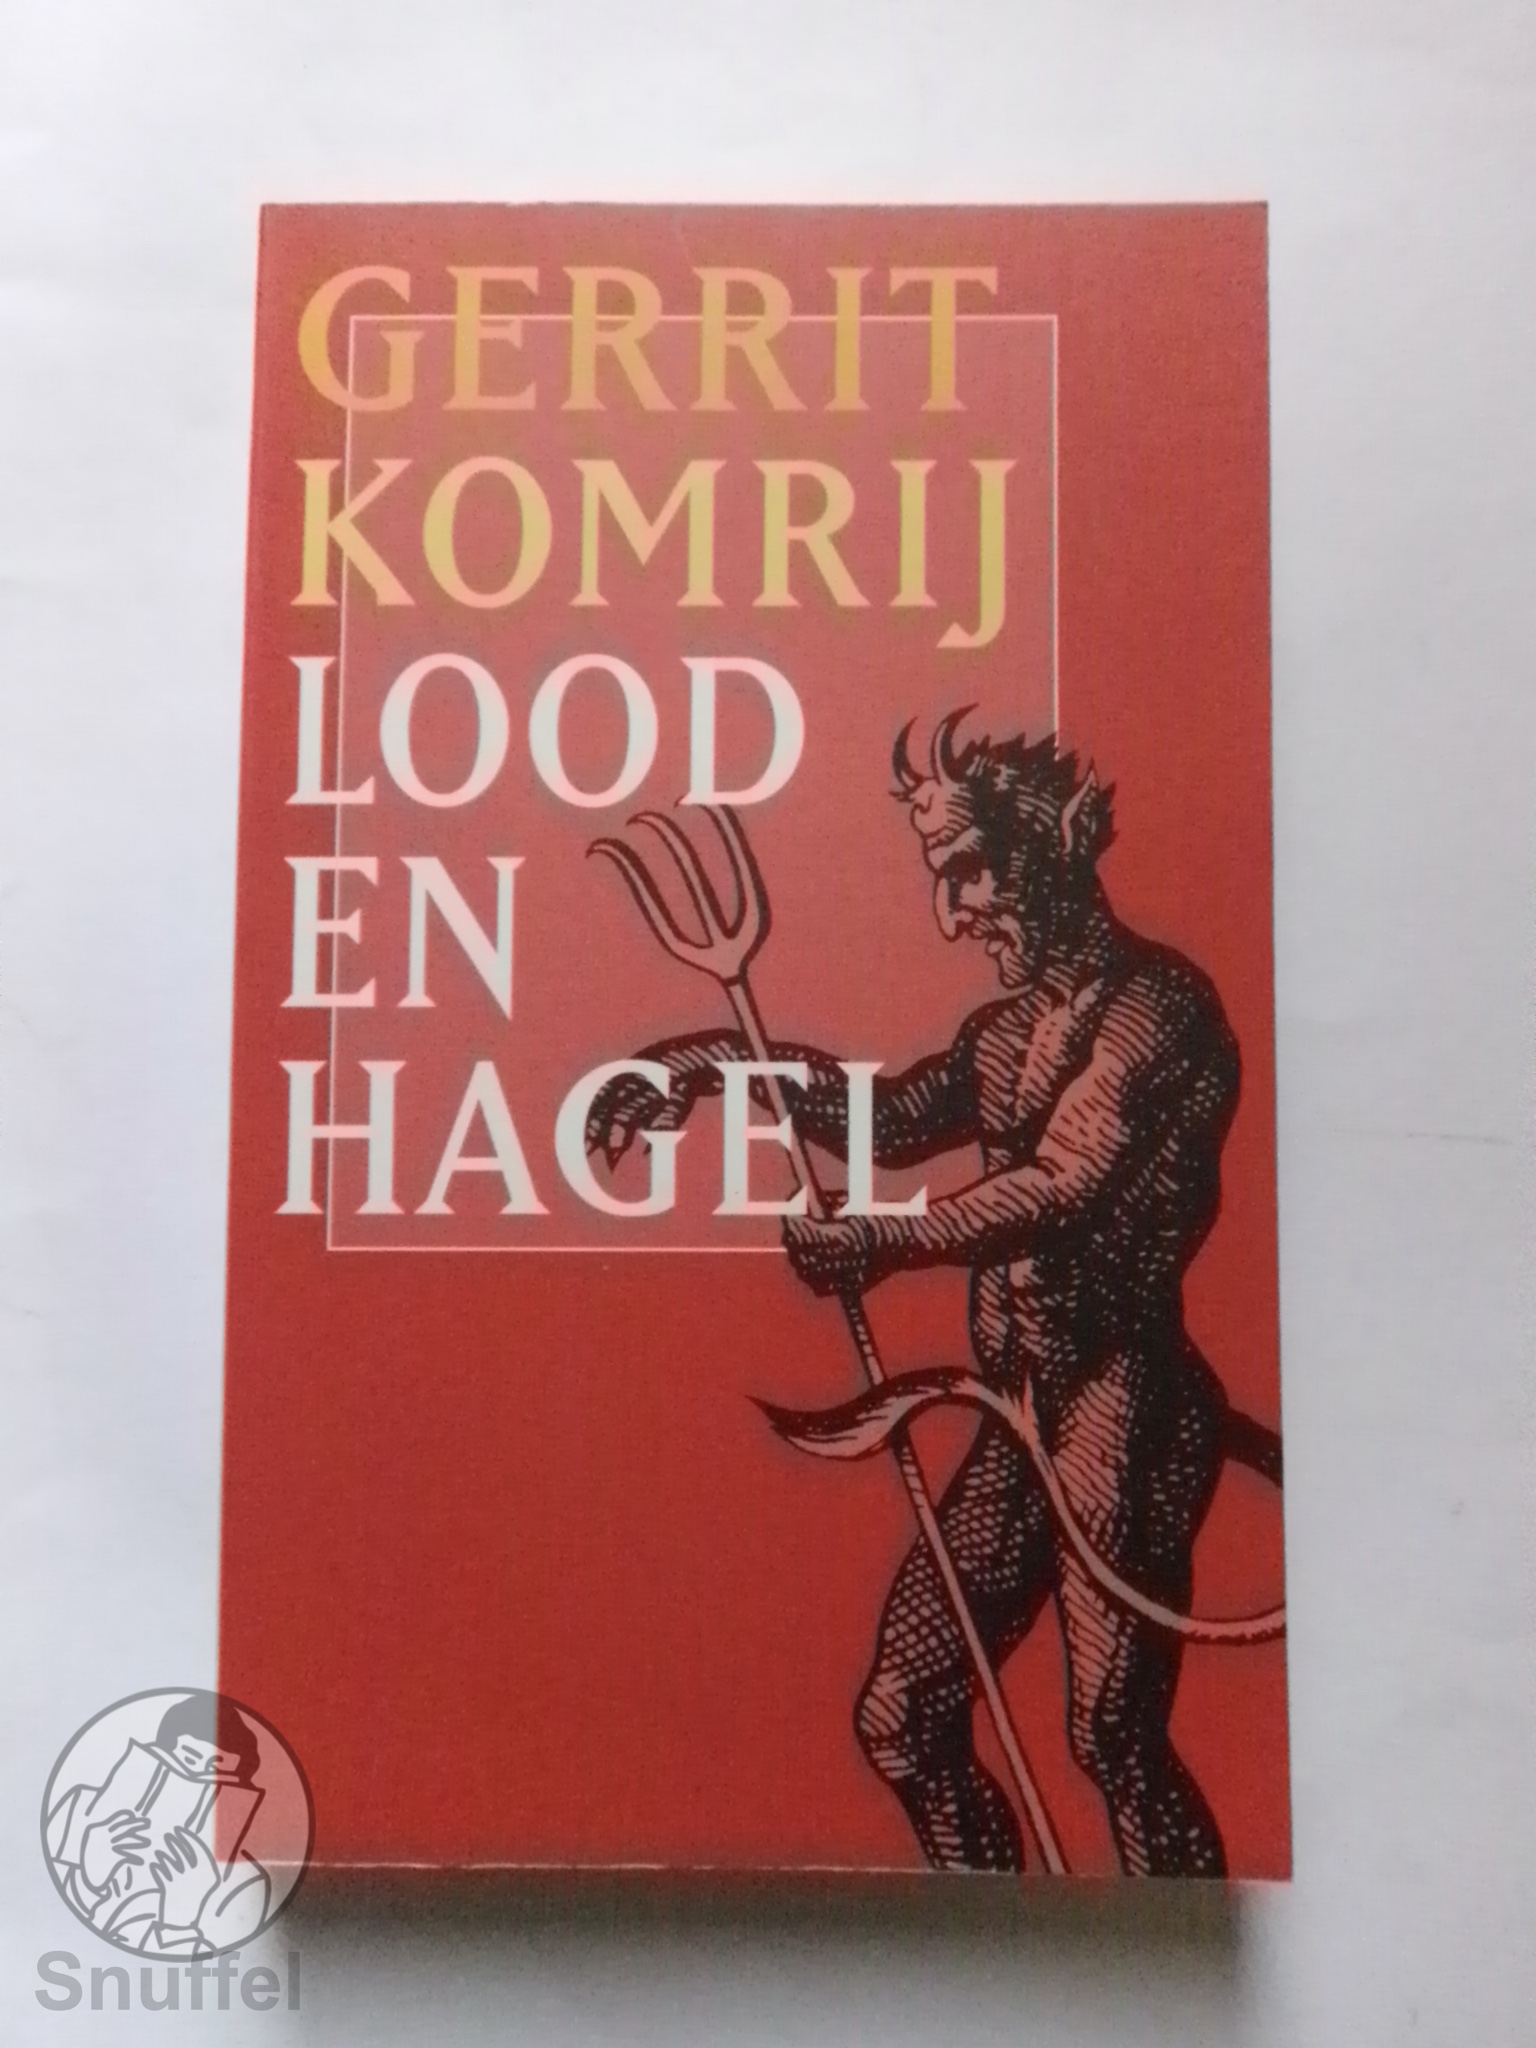 GERRIT
KOMRIJ
LOOD
EN
HAGEL
Snuffel